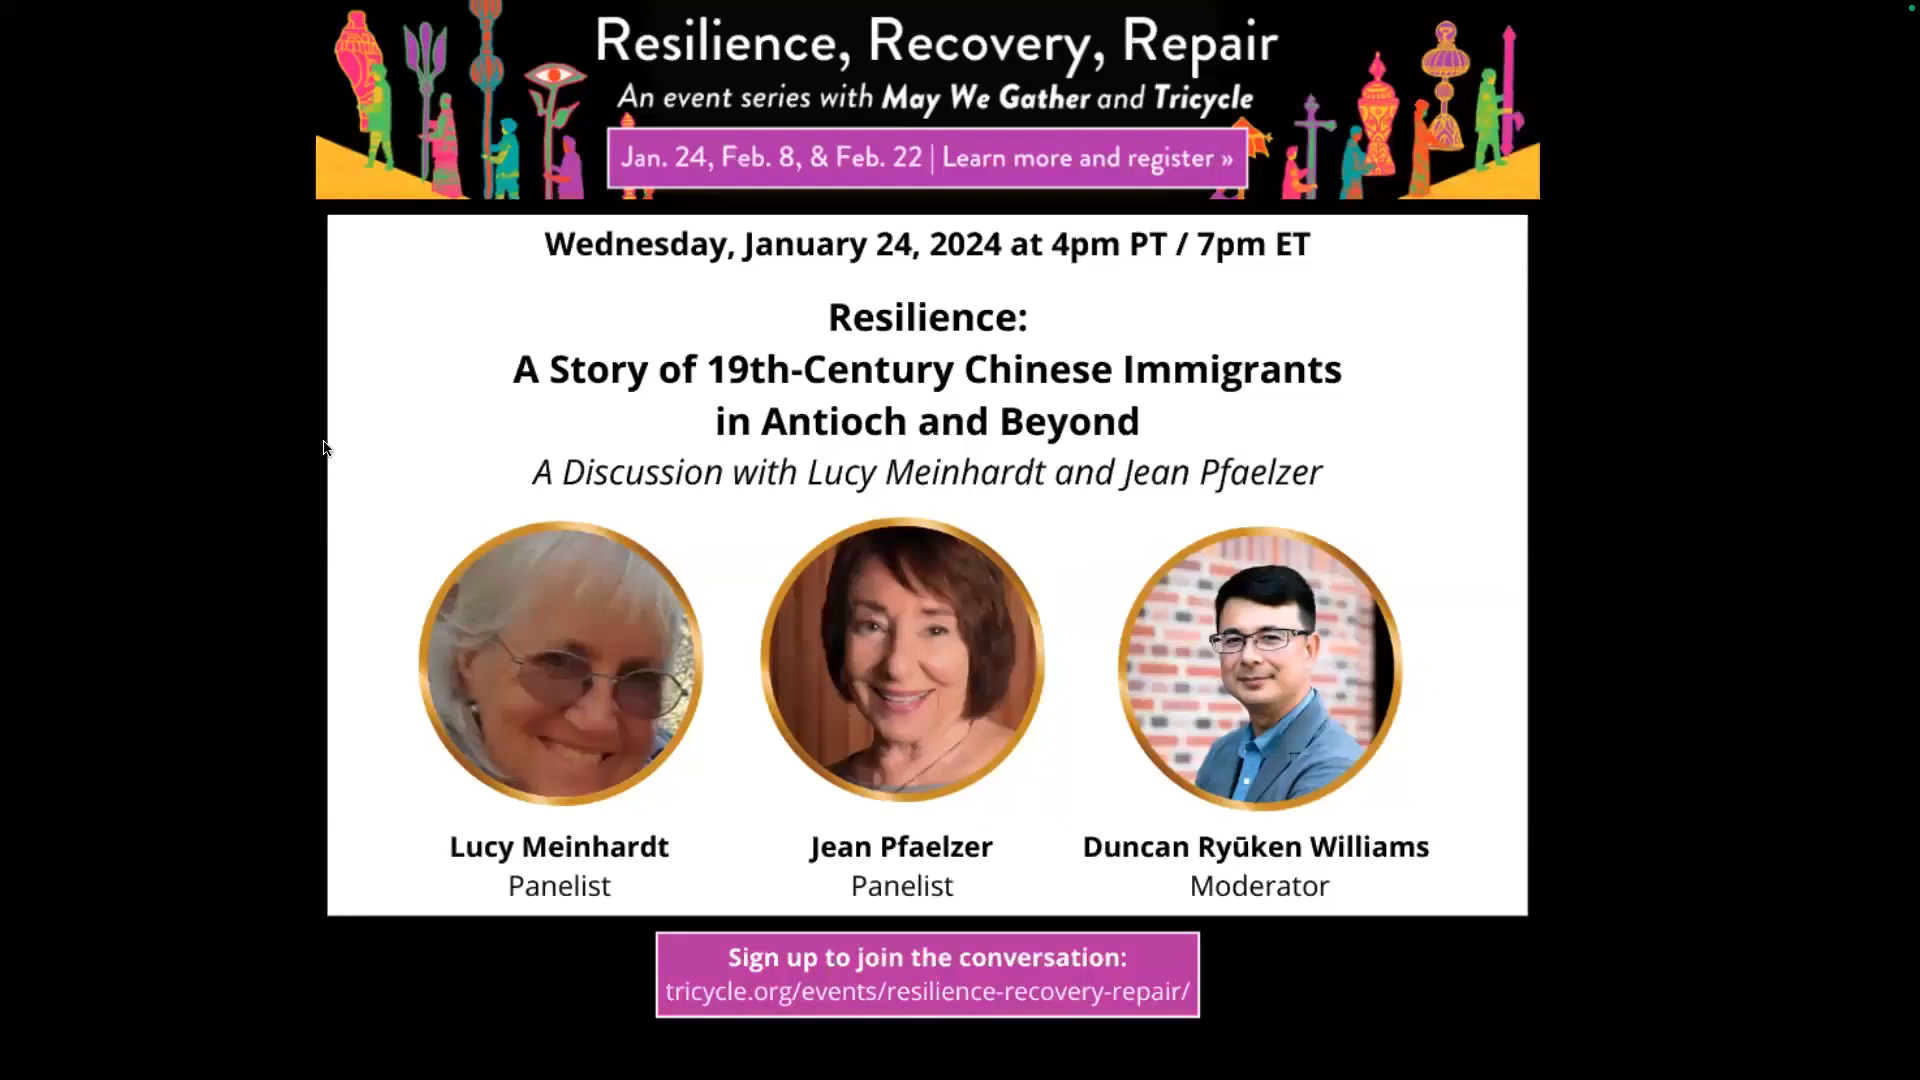 Resilience, Recovery, Repair
An event series with May We Gather and Tricycle
Jan. 24, Feb. 8, & Feb. 22 | Learn more and register »
Wednesday, January 24, 2024 at 4pm PT / 7pm ET
Resilience:
A Story of 19th-Century Chinese Immigrants
in Antioch and Beyond
A Discussion with Lucy Meinhardt and Jean Pfaelzer
Lucy Meinhardt
Panelist
Jean Pfaelzer
Panelist
Duncan Ryūken Williams
Moderator
Sign up to join the conversation:
tricycle.org/events/resilience-recovery-repair/